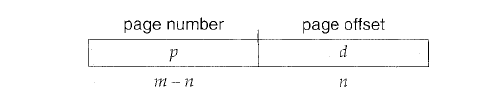 page number page offset
p d
m – n n